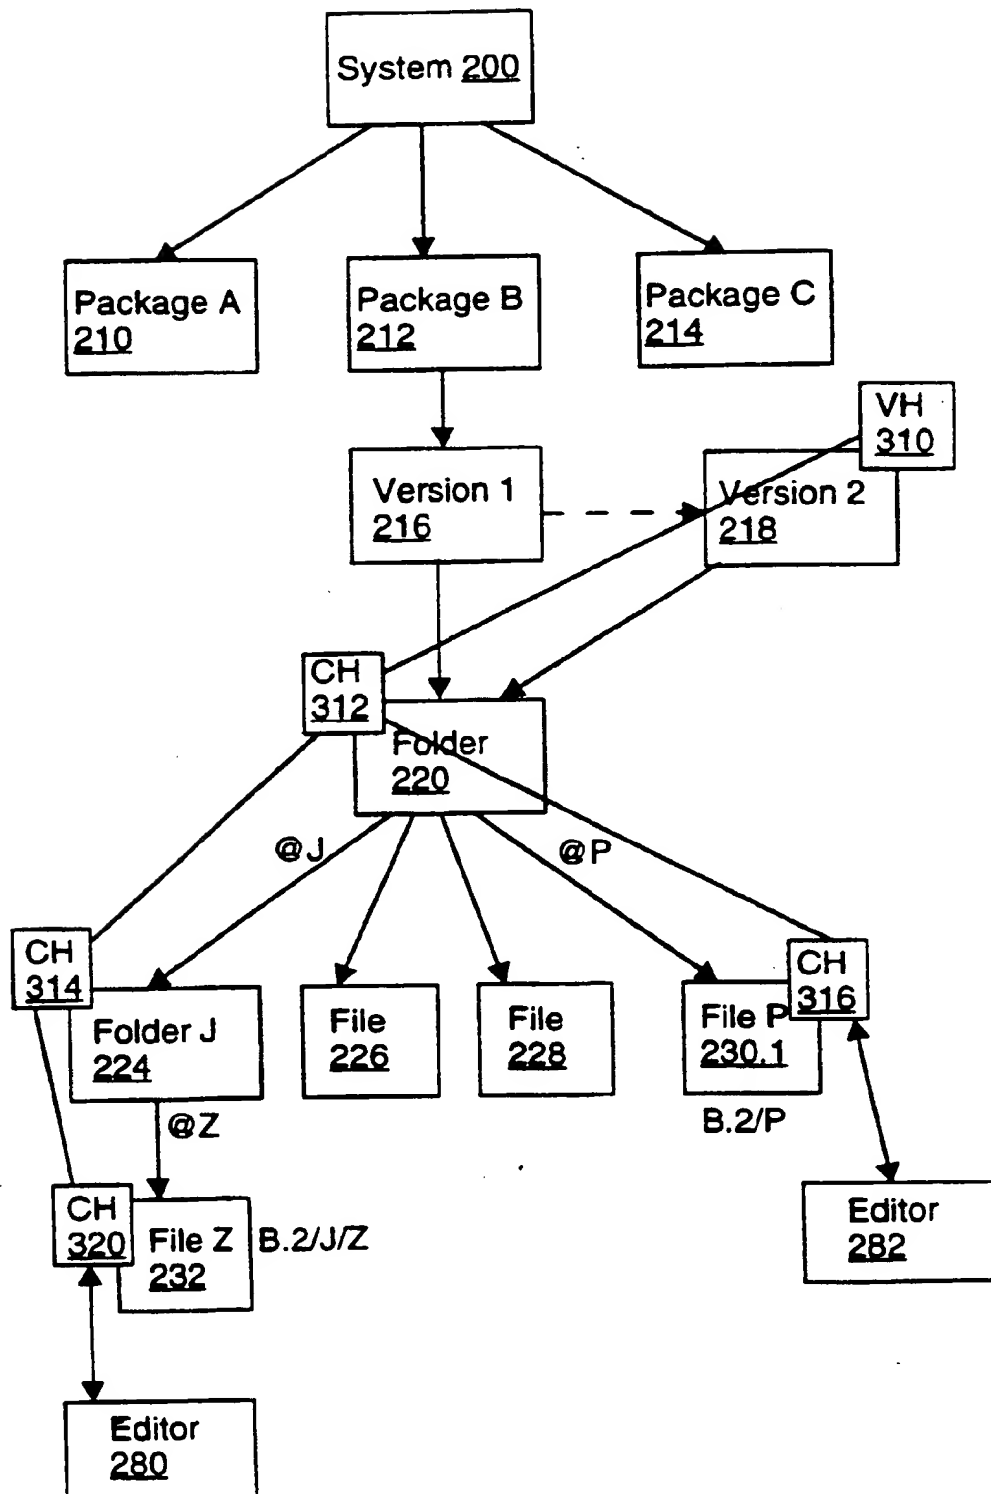 System 200
Package A
210
Package B
212
Package C
214
VH
310
Version 1
216
Version 2
218
CH
312
Folder
220
@J
@P
CH
314
Folder J
224
File
226
File
228
File P
230.1
CH
316
B.2/P
@Z
CH
320
File Z
232
B.2/J/Z
Editor
282
Editor
280